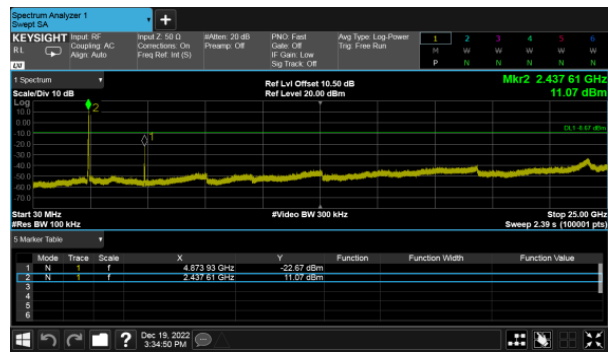 Spectrum Analyzer 1
Swept SA
KEYSIGHT Input: RF Input Z: 50 Ω #Atten: 20 dB PNO: Fast Avg Type: Log-Power 1 2 3 4 5 6
RL Coupling: AC Corrections: On Preamp: Off Gate: Off Trig: Free Run M W W W W W
Align: Auto Freq Ref: Int (S) IF Gain: Low
Sig Track: Off P N N N N N
1 Spectrum Ref Lvl Offset 10.50 dB Mkr2 2.437 61 GHz
Scale/Div 10 dB Ref Level 20.00 dBm 11.07 dBm
Log
10.0 2
0.00
-10.0 DL1 -8.67 dBm
-20.0 1
-30.0
-40.0
-50.0
-60.0
-70.0
Start 30 MHz #Video BW 300 kHz Stop 25.00 GHz
#Res BW 100 kHz Sweep 2.39 s (100001 pts)
5 Marker Table
Mode Trace Scale X Y Function Function Width Function Value
1 N 1 f 4.873 93 GHz -22.67 dBm
2 N 1 f 2.437 61 GHz 11.07 dBm
3
4
5
6
? Dec 19, 2022
3:34:50 PM